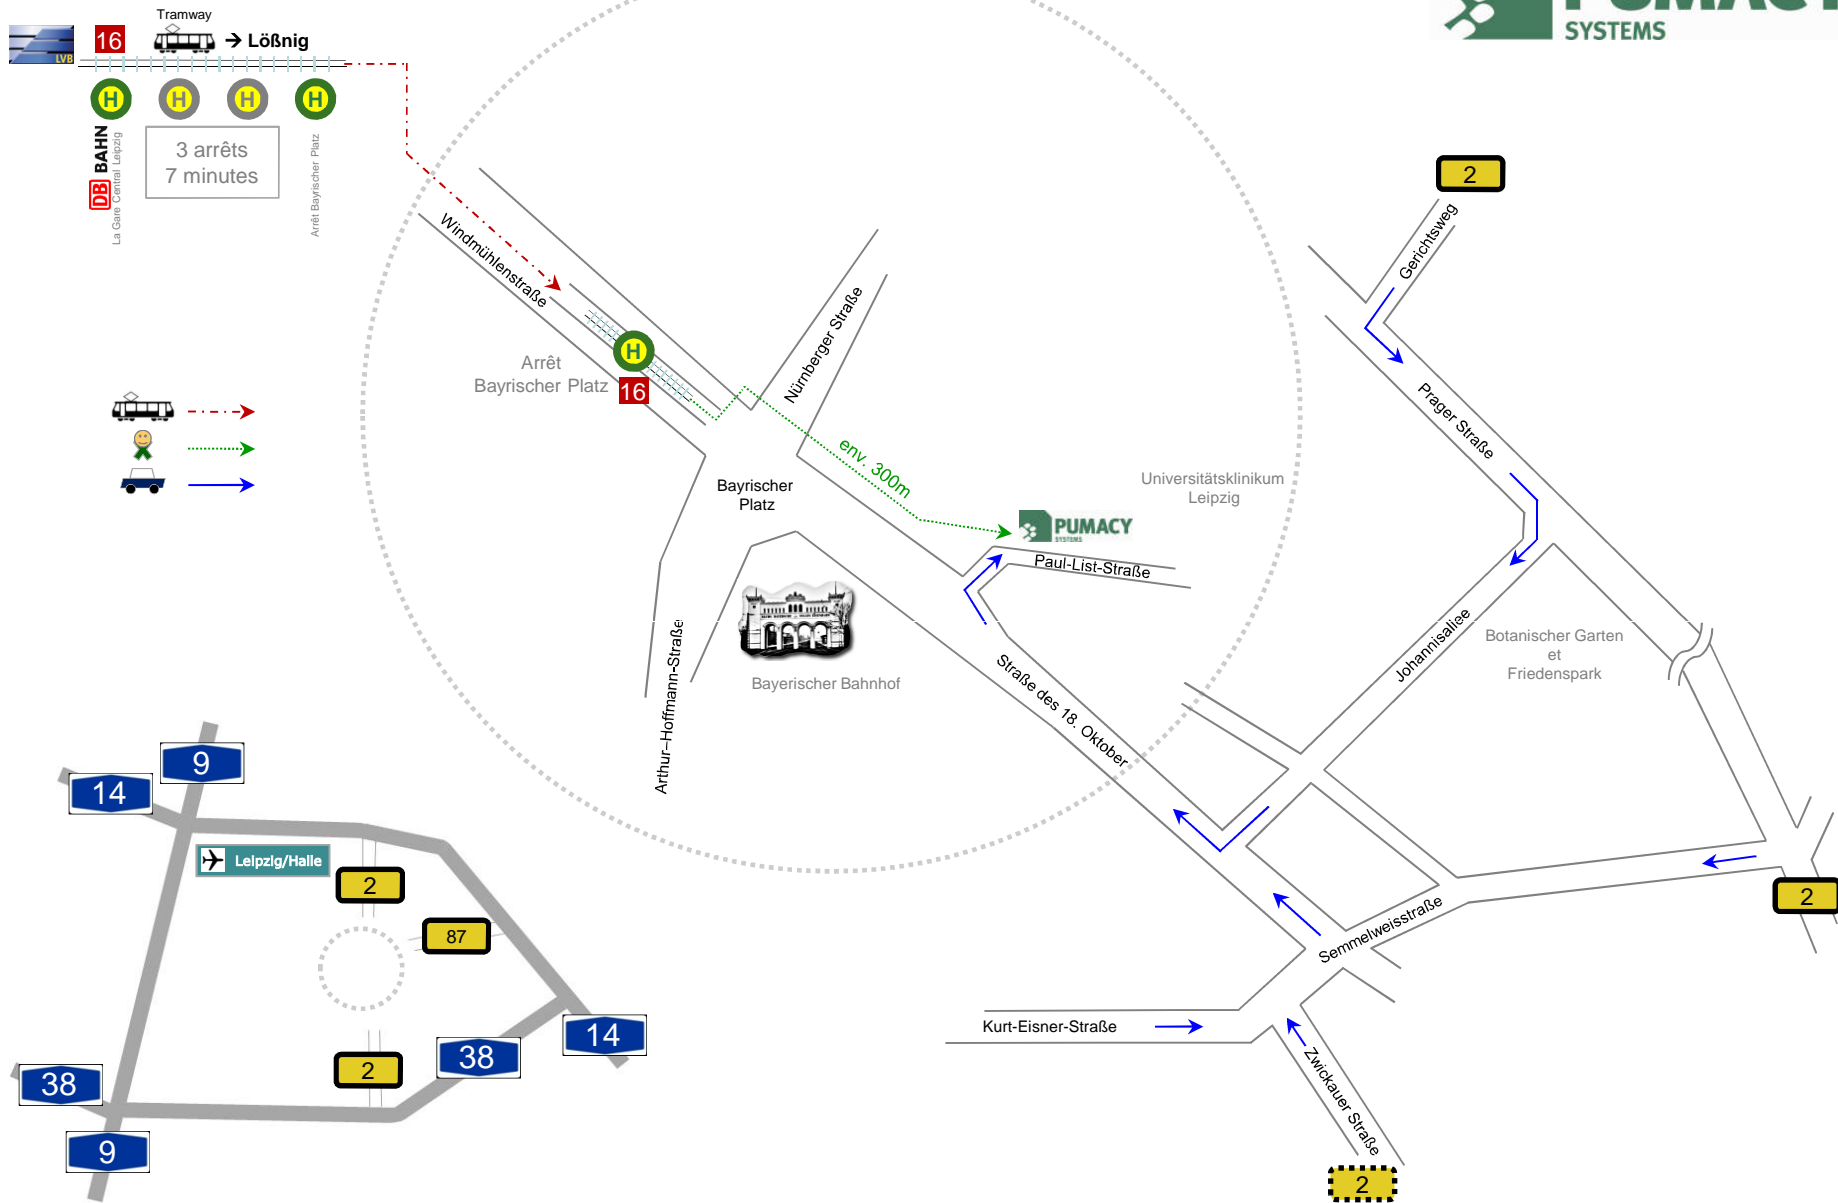 Tramway
16
→ Lößnig
LVB
PUMACY
SYSTEMS
H
H
H
H
DB BAHN
La Gare Central Leipzig
3 arrêts
7 minutes
Arrêt Bayrischer Platz
2
Gerichtsweg
Windmühlenstraße
Nürnberger Straße
H
Arrêt
Bayrischer Platz
16
Prager Straße
env. 300m
Universitätsklinikum
Leipzig
Bayrischer
Platz
PUMACY
SYSTEMS
Paul-List-Straße
Johannisallee
Botanischer Garten
et
Friedenspark
Arthur–Hoffmann-Straße
Bayerischer Bahnhof
Straße des 18. Oktober
9
14
Leipzig/Halle
2
87
2
Semmelweisstraße
Kurt-Eisner-Straße
14
38
2
38
Zwickauer Straße
9
2